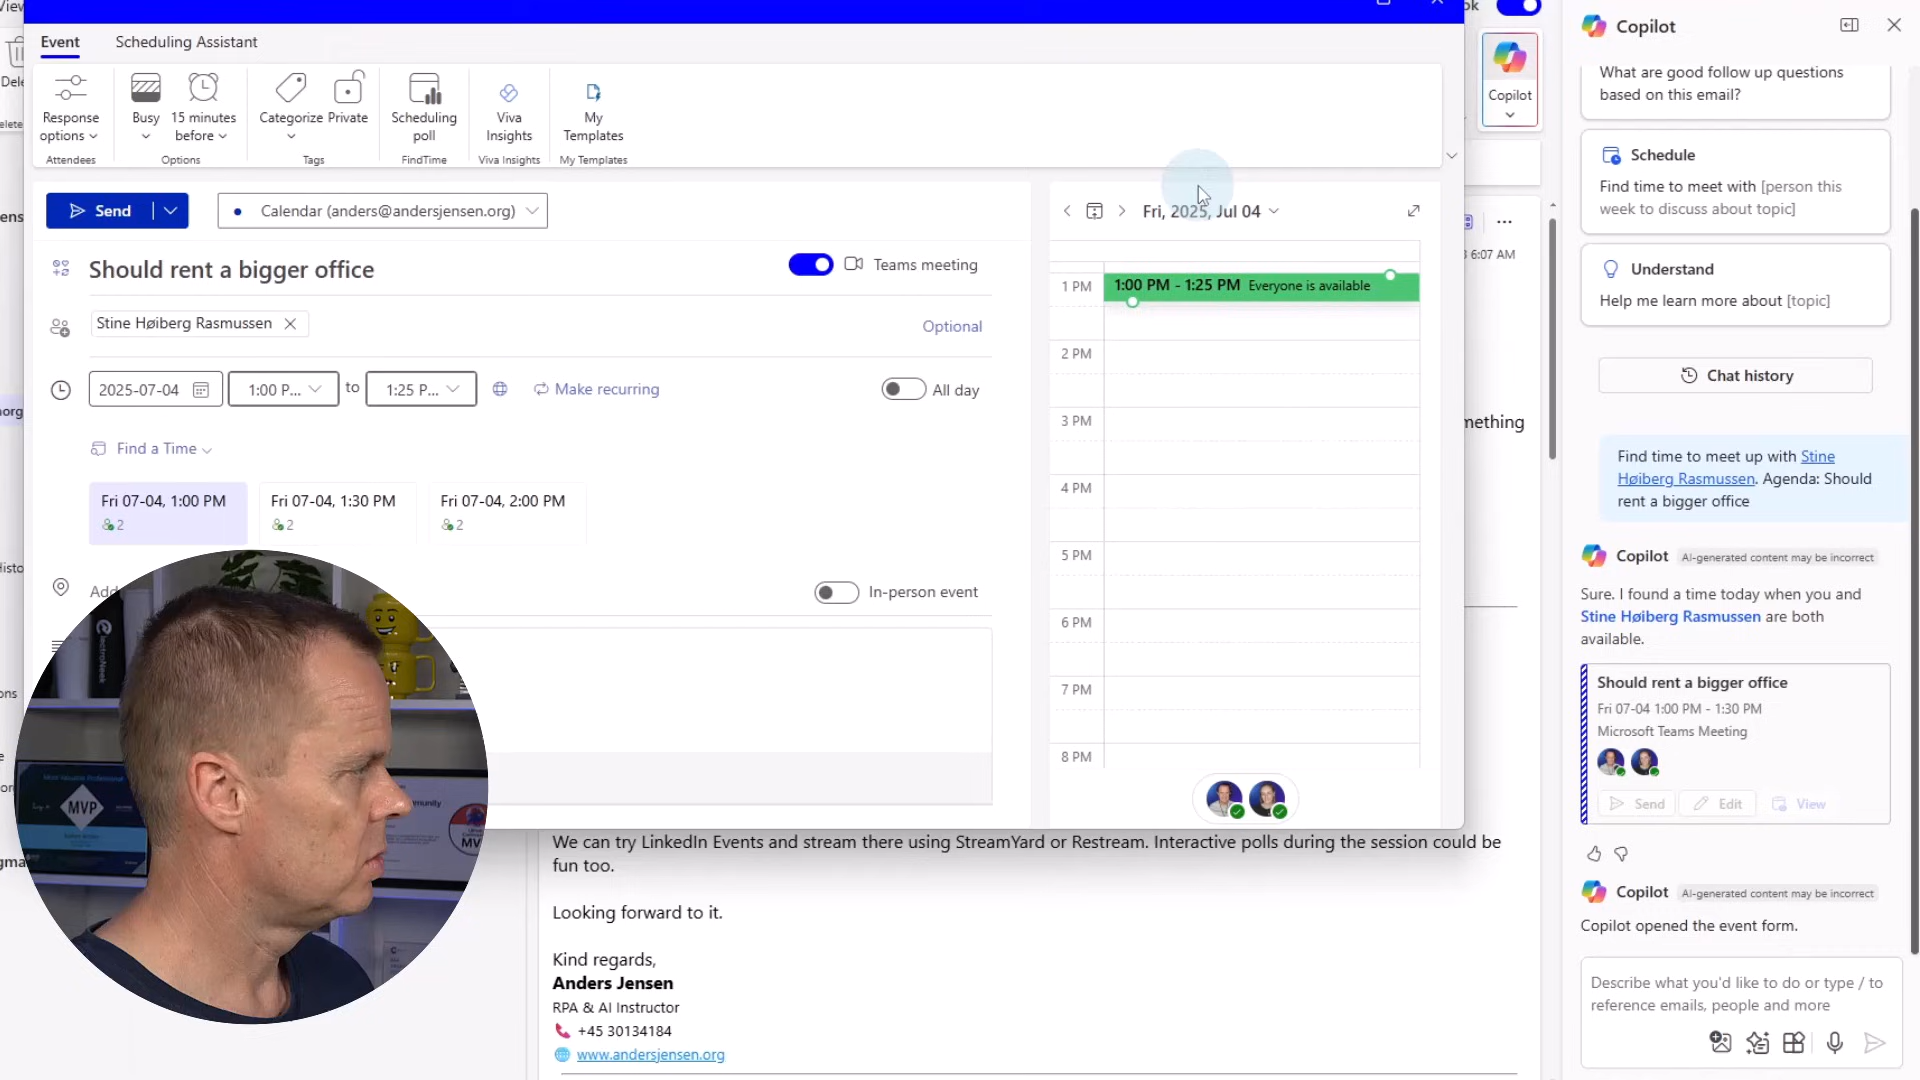 View
Event
Scheduling Assistant
Response
options
Busy
15 minutes
before
Categorize
Private
Scheduling
poll
Viva
Insights
My
Templates
Attendees
Options
Tags
FindTime
Viva Insights
My Templates
Send
Calendar (anders@andersjensen.org)
Should rent a bigger office
Teams meeting
Stine Høiberg Rasmussen
Optional
2025-07-04
1:00 P...
to
1:25 P...
Make recurring
All day
Find a Time
Fri 07-04, 1:00 PM
2
Fri 07-04, 1:30 PM
2
Fri 07-04, 2:00 PM
2
In-person event
Fri, 2025, Jul 04
1 PM
1:00 PM - 1:25 PM Everyone is available
2 PM
3 PM
4 PM
5 PM
6 PM
7 PM
8 PM
MVP
We can try LinkedIn Events and stream there using StreamYard or Restream. Interactive polls during the session could be
fun too.
Looking forward to it.
Kind regards,
Anders Jensen
RPA & AI Instructor
+45 30134184
www.andersjensen.org
Copilot
6:07 AM
Copilot
What are good follow up questions
based on this email?
Schedule
Find time to meet with [person this
week to discuss about topic]
Understand
Help me learn more about [topic]
Chat history
Find time to meet up with Stine
Høiberg Rasmussen. Agenda: Should
rent a bigger office
Copilot AI-generated content may be incorrect
Sure. I found a time today when you and
Stine Høiberg Rasmussen are both
available.
Should rent a bigger office
Fri 07-04 1:00 PM - 1:30 PM
Microsoft Teams Meeting
Send
Edit
View
Copilot AI-generated content may be incorrect
Copilot opened the event form.
Describe what you'd like to do or type / to
reference emails, people and more